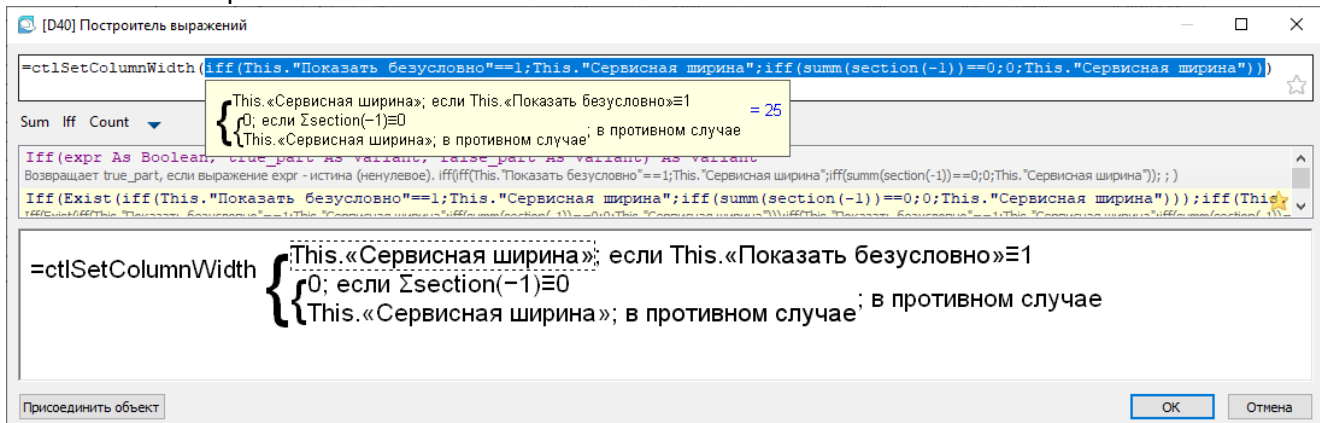 [D40] Построитель выражений
=ctlSetColumnWidth(iff(This."Показать безусловно"==1;This."Сервисная ширина";iff(summ(section(-1))==0;0;This."Сервисная ширина")))
This.«Сервисная ширина»; если This.«Показать безусловно»≡1
0; если Σsection(−1)≡0
This.«Сервисная ширина»; в противном случае
; в противном случае
= 25
Sum Iff Count
Iff(expr As Boolean, true_part As Variant, false_part As Variant) As Variant
Возвращает true_part, если выражение expr - истина (ненулевое). iff(iff(This."Показать безусловно"==1;This."Сервисная ширина";iff(summ(section(-1))==0;0;This."Сервисная ширина")); ; )
Iff(Exist(iff(This."Показать безусловно"==1;This."Сервисная ширина";iff(summ(section(-1))==0;0;This."Сервисная ширина")));iff(This
=ctlSetColumnWidth
This.«Сервисная ширина»; если This.«Показать безусловно»≡1
0; если Σsection(−1)≡0
This.«Сервисная ширина»; в противном случае
; в противном случае
Присоединить объект
OK
Отмена